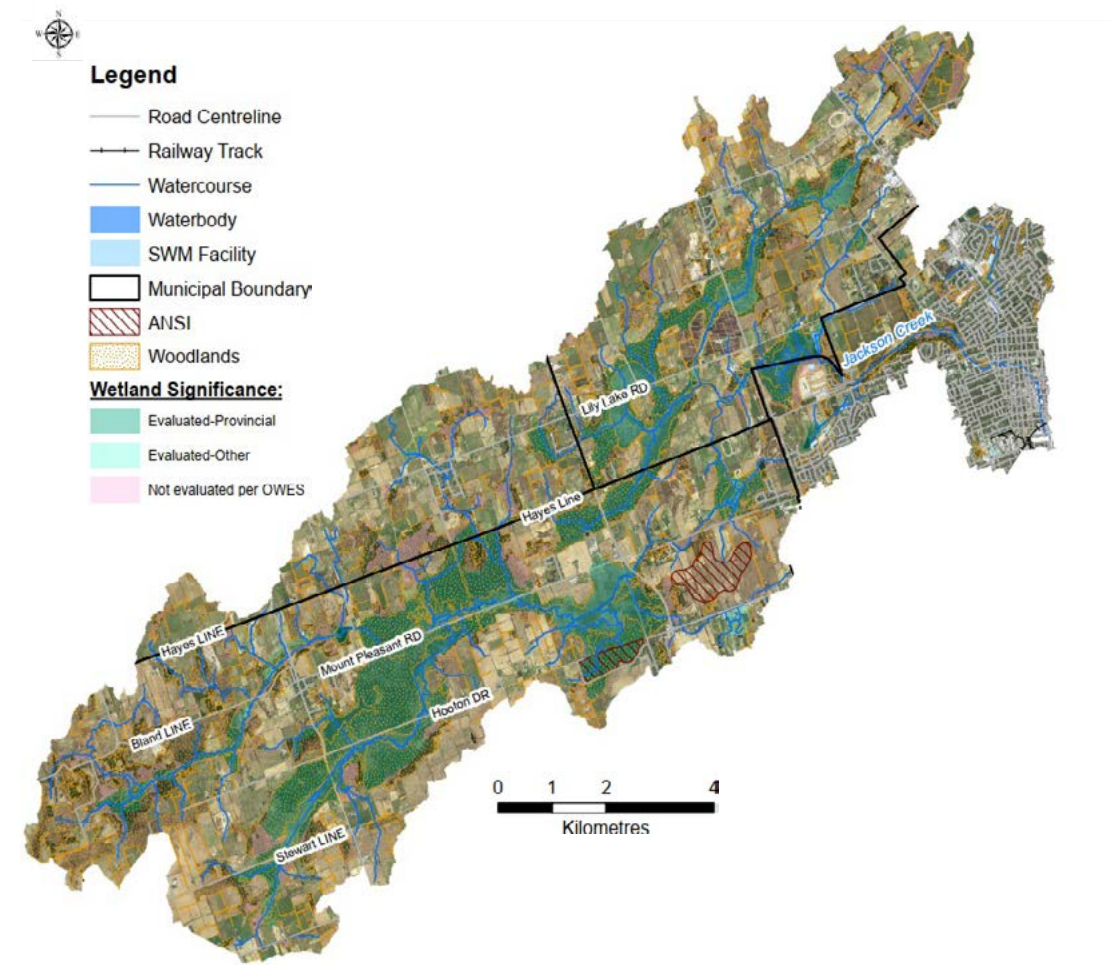 N
W E
S
Legend
Road Centreline
Railway Track
Watercourse
Waterbody
SWM Facility
Municipal Boundary
ANSI
Woodlands
Wetland Significance:
Evaluated-Provincial
Evaluated-Other
Not evaluated per OWES
Jackson Creek
Lily Lake RD
Hayes Line
Hayes LINE
Mount Pleasant RD
Hooton DR
Bland LINE
Stewart LINE
0 1 2 4
Kilometres